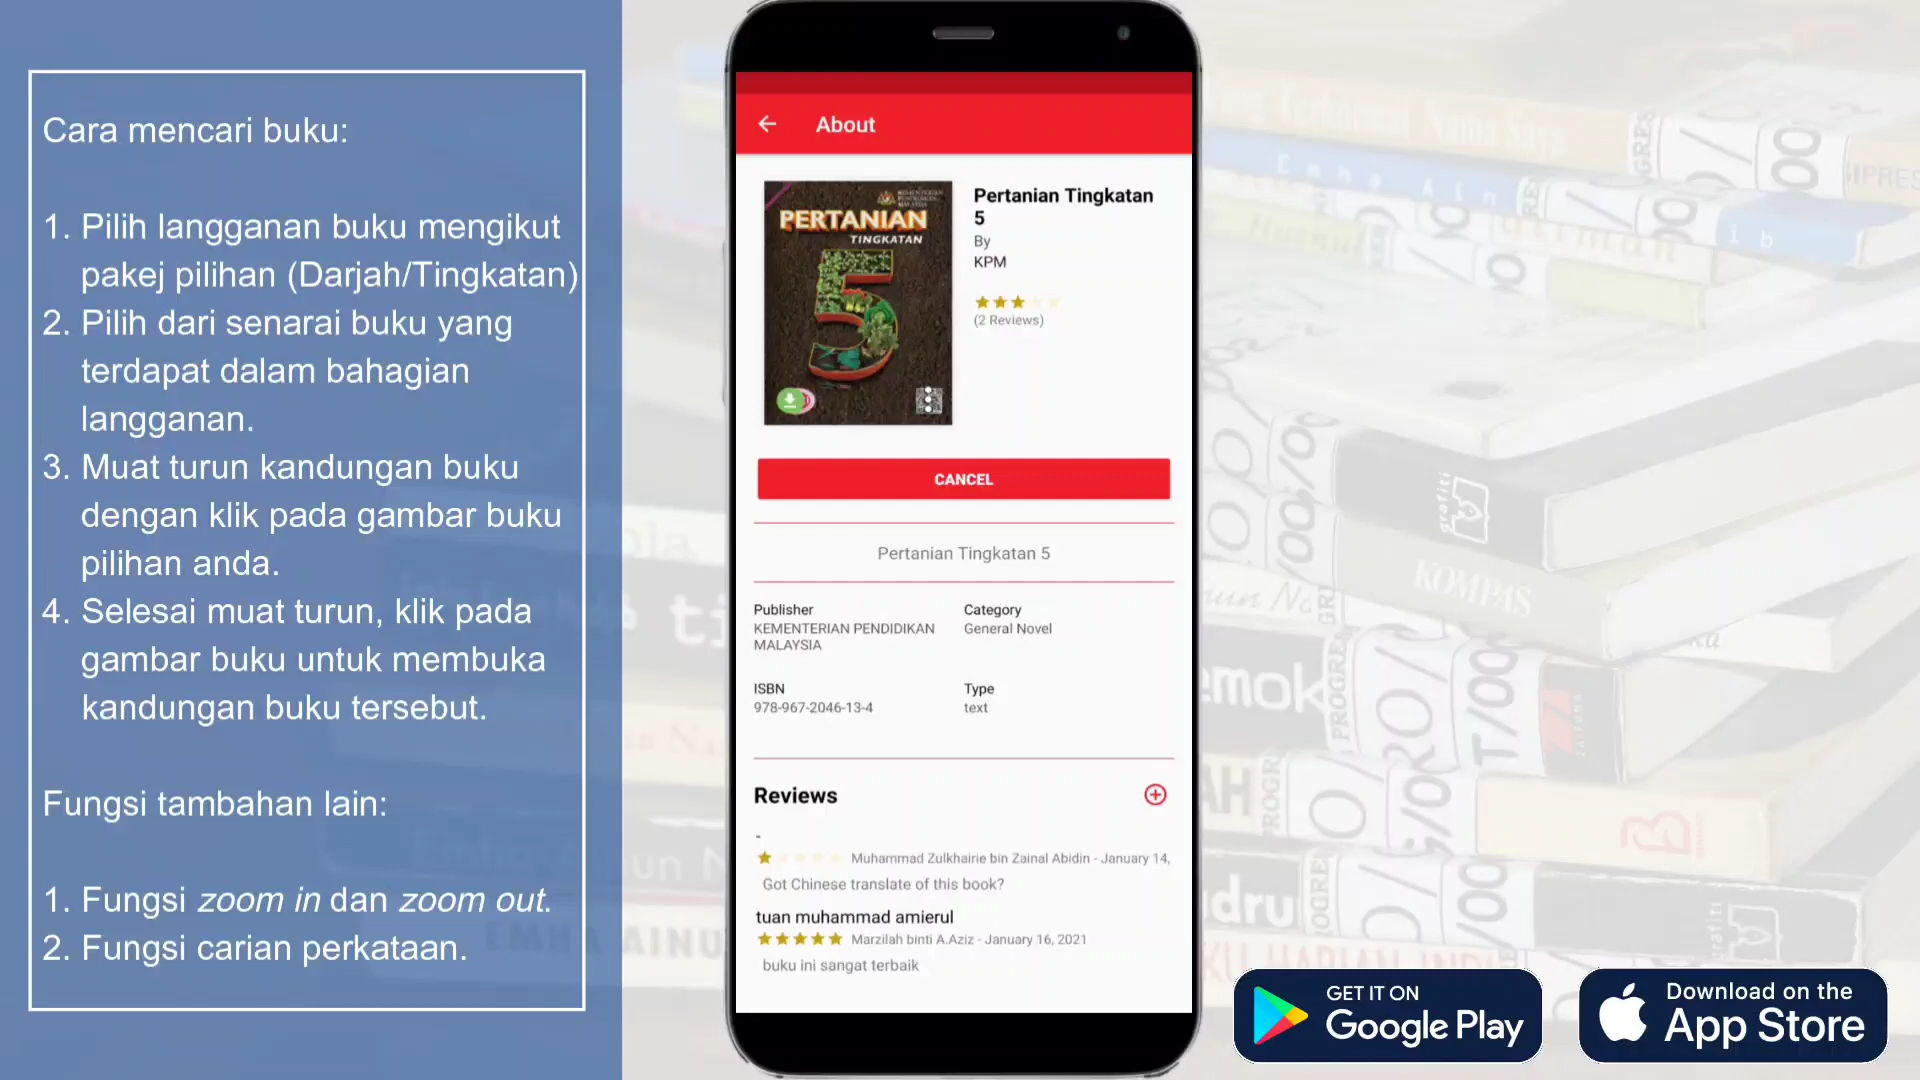 Cara mencari buku:
1. Pilih langganan buku mengikut
pakej pilihan (Darjah/Tingkatan)
2. Pilih dari senarai buku yang
terdapat dalam bahagian
langganan.
3. Muat turun kandungan buku
dengan klik pada gambar buku
pilihan anda.
4. Selesai muat turun, klik pada
gambar buku untuk membuka
kandungan buku tersebut.
Fungsi tambahan lain:
1. Fungsi zoom in dan zoom out.
2. Fungsi carian perkataan.
About
PERTANIAN
TINGKATAN
5
Pertanian Tingkatan
5
By
KPM
(2 Reviews)
CANCEL
Pertanian Tingkatan 5
Publisher
KEMENTERIAN PENDIDIKAN
MALAYSIA
Category
General Novel
ISBN
978-967-2046-13-4
Type
text
Reviews
-
Muhammad Zulkhairie bin Zainal Abidin - January 14,
Got Chinese translate of this book?
tuan muhammad amierul
Marzilah binti A.Aziz - January 16, 2021
buku ini sangat terbaik
grafiti
KOMPAS
GET IT ON
Google Play
Download on the
App Store